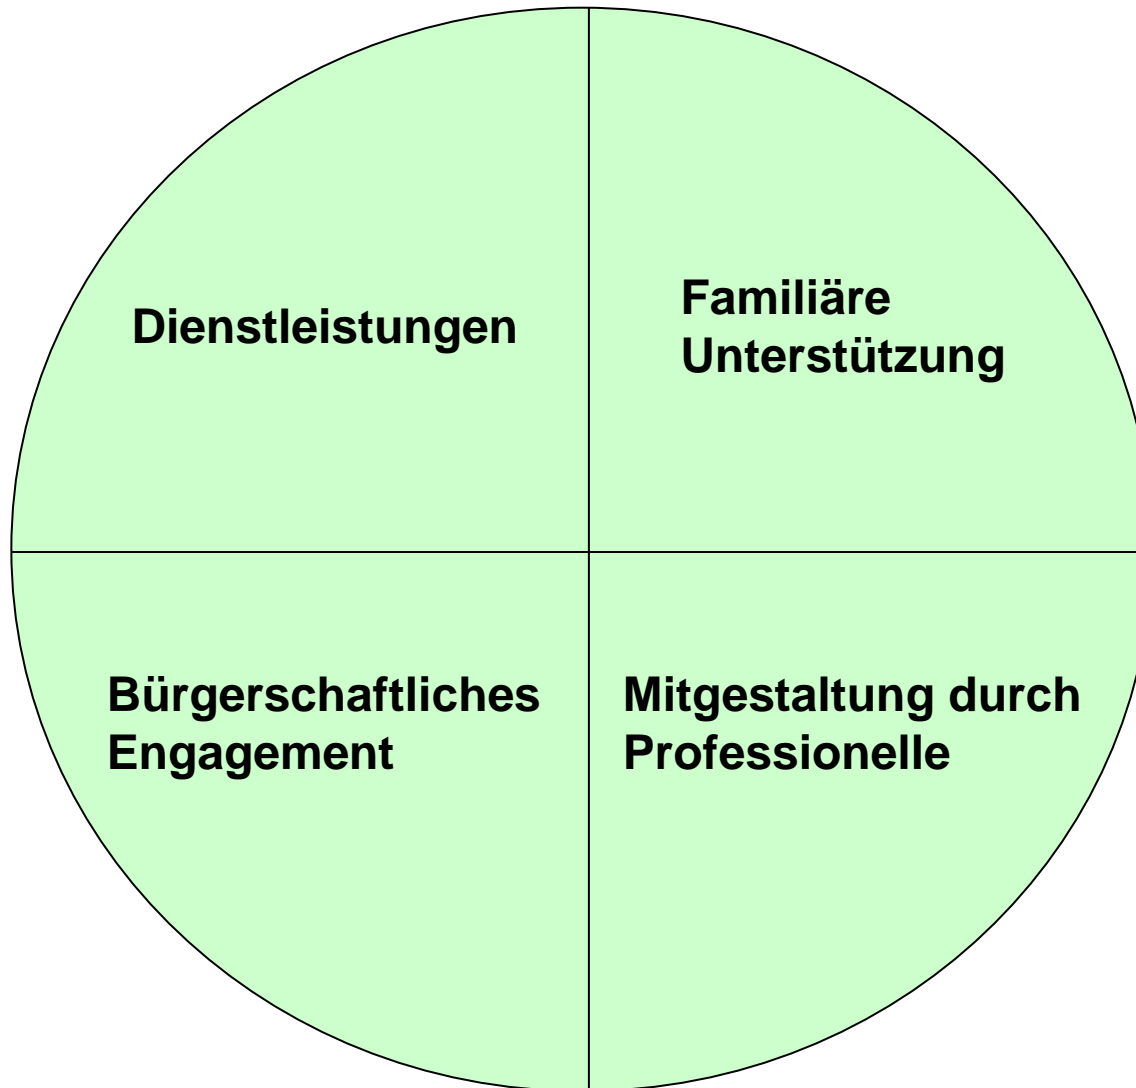 Dienstleistungen
Familiäre
Unterstützung
Bürgerschaftliches
Engagement
Mitgestaltung durch
Professionelle